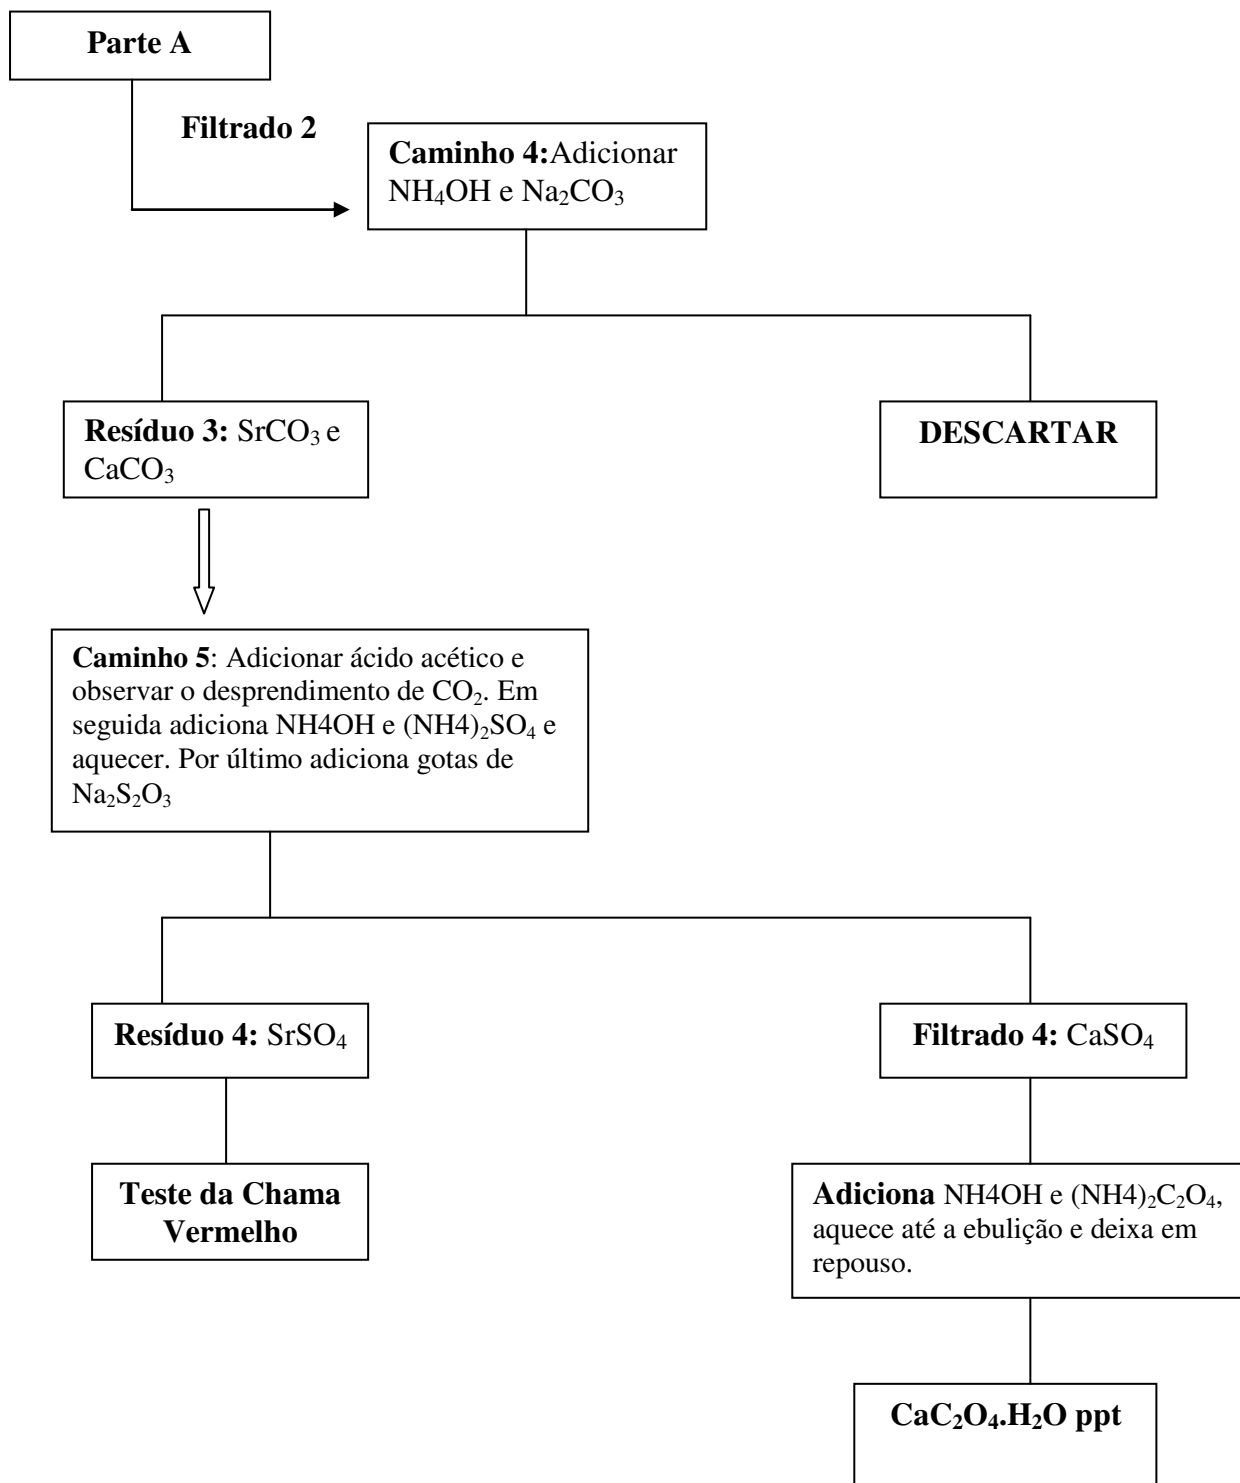 Parte A
Filtrado 2
Caminho 4:Adicionar
NH₄OH e Na₂CO₃
Resíduo 3: SrCO₃ e
CaCO₃
DESCARTAR
Caminho 5: Adicionar ácido acético e
observar o desprendimento de CO₂. Em
seguida adiciona NH4OH e (NH4)₂SO₄ e
aquecer. Por último adiciona gotas de
Na₂S₂O₃
Resíduo 4: SrSO₄
Filtrado 4: CaSO₄
Teste da Chama
Vermelho
Adiciona NH4OH e (NH4)₂C₂O₄,
aquece até a ebulição e deixa em
repouso.
CaC₂O₄.H₂O ppt